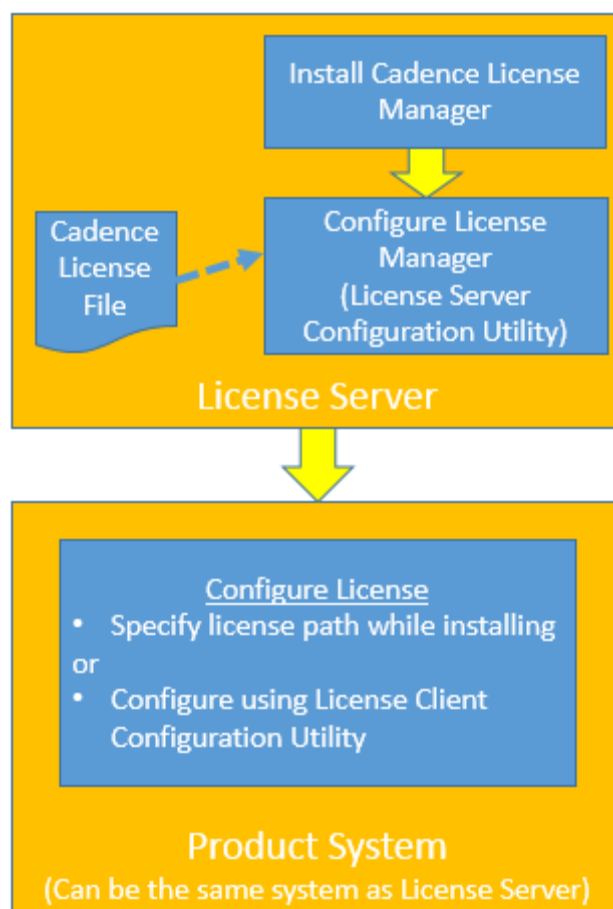 Install Cadence License
Manager
Cadence
License
File
Configure License
Manager
(License Server
Configuration Utility)
License Server
Configure License
• Specify license path while installing
or
• Configure using License Client
Configuration Utility
Product System
(Can be the same system as License Server)